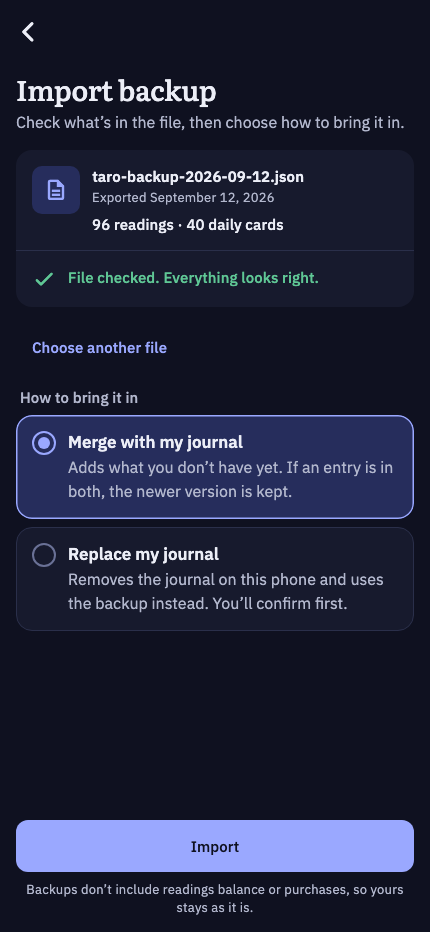 Import backup
Check what's in the file, then choose how to bring it in.
taro-backup-2026-09-12.json
Exported September 12, 2026
96 readings · 40 daily cards
File checked. Everything looks right.
Choose another file
How to bring it in
Merge with my journal
Adds what you don’t have yet. If an entry is in
both, the newer version is kept.
Replace my journal
Removes the journal on this phone and uses
the backup instead. You’ll confirm first.
Import
Backups don’t include readings balance or purchases, so yours
stays as it is.